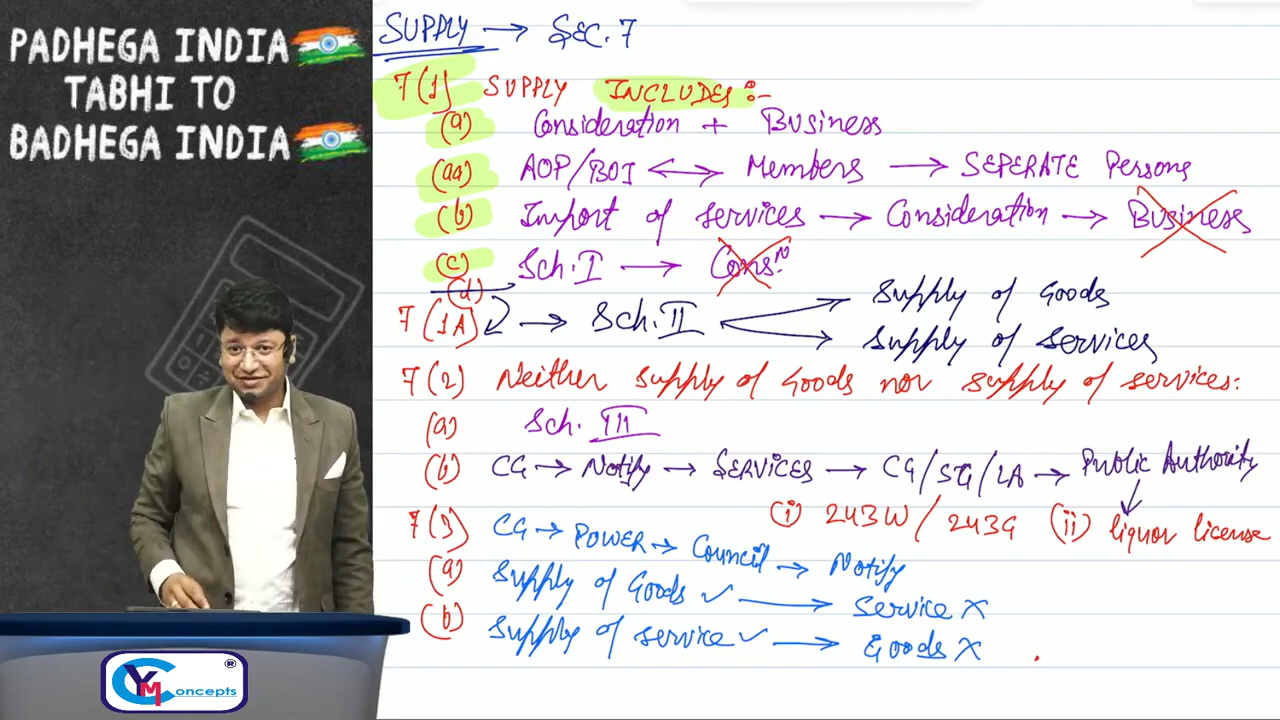 PADHEGA INDIA
TABHI TO
BADHEGA INDIA
SUPPLY → SEC. 7
7(1) SUPPLY INCLUDES :-
(a) Consideration + Business
(aa) AOP/BOI ↔ Members → SEPERATE Persons
(b) Import of services → Consideration → Business
(c) Sch. I → Cons.N
(d)
7(1A) → Sch. II
Supply of Goods
Supply of services
7(2) Neither supply of Goods nor supply of services:
(a) Sch. III
(b) CG → Notify → SERVICES → CG/SG/LA → Public Authority
(i) 243W / 243G (ii) liquor license
7(3) CG → POWER → Council → Notify
(a) Supply of Goods ✓ → Service X
(b) Supply of service ✓ → Goods X
CYM Concepts ®